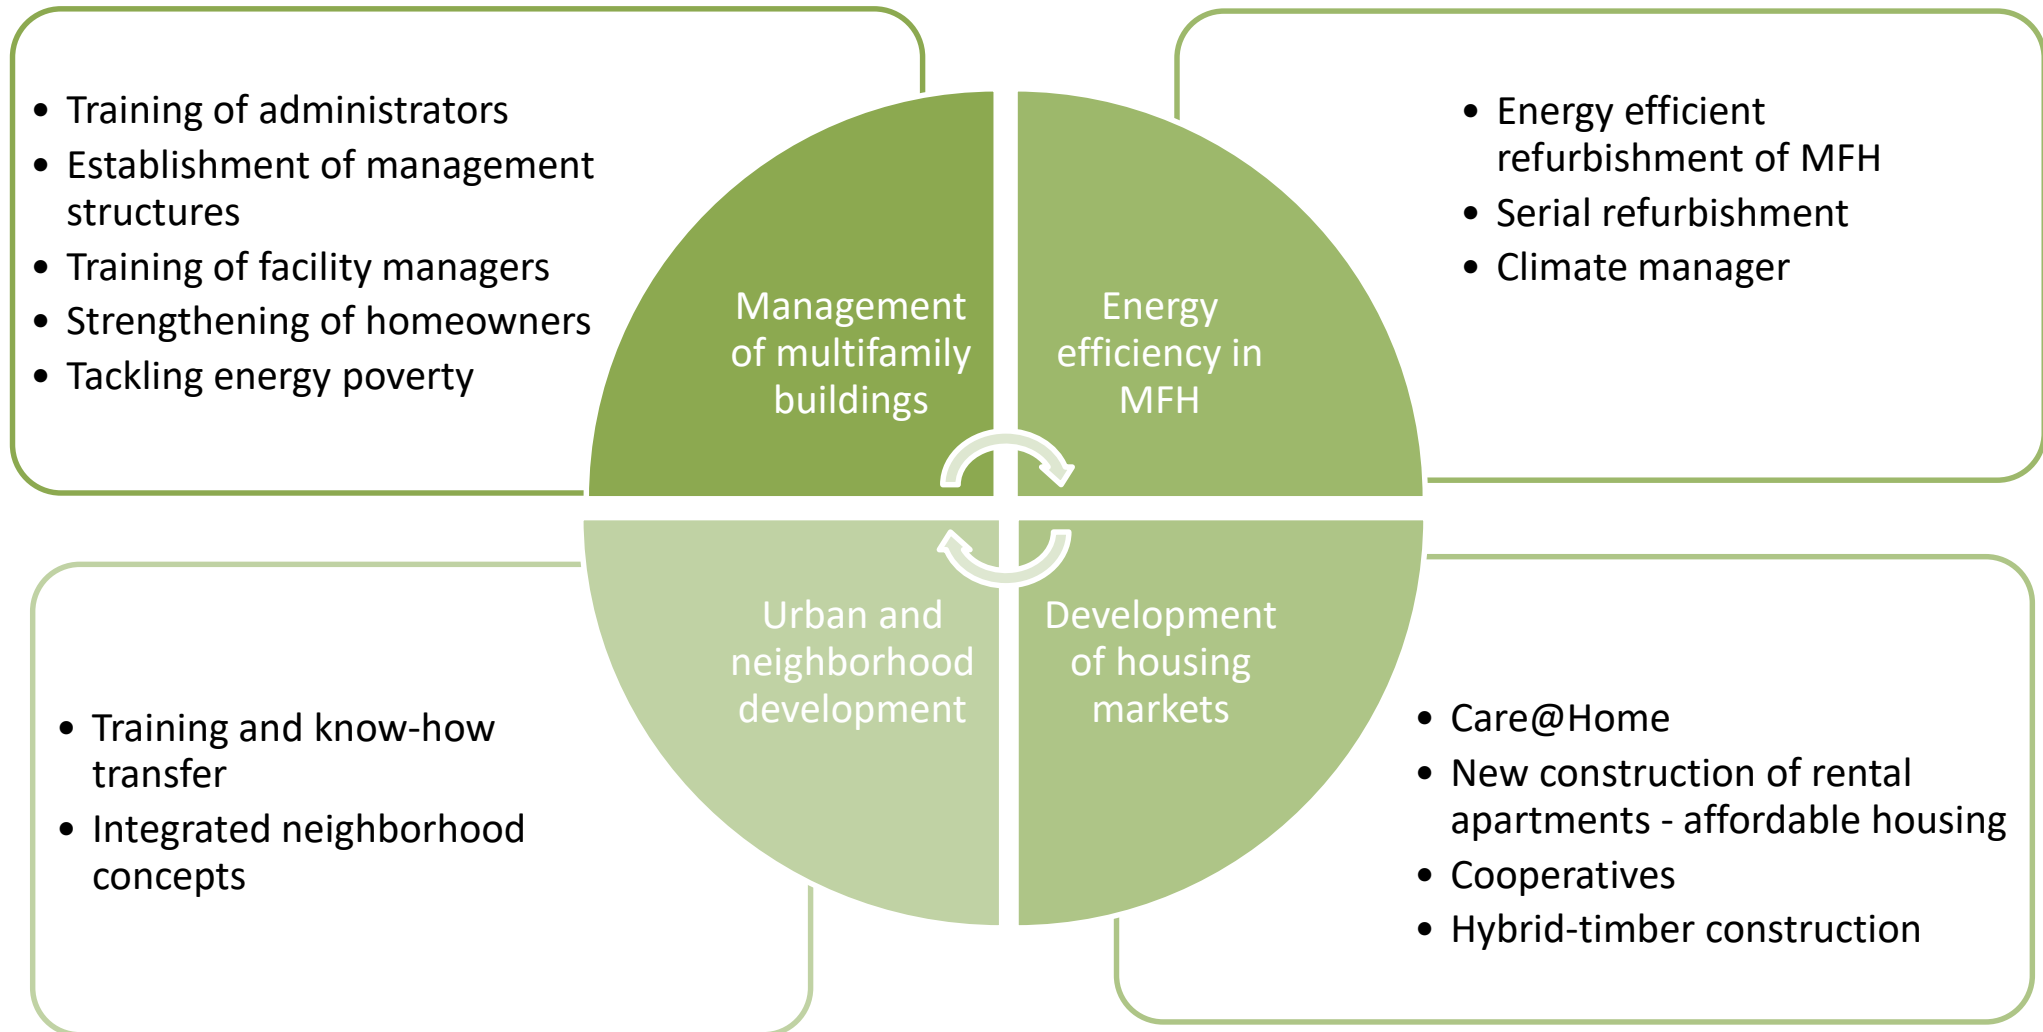 • Training of administrators
• Establishment of management
structures
• Training of facility managers
• Strengthening of homeowners
• Tackling energy poverty
Management
of multifamily
buildings
Energy
efficiency in
MFH
• Energy efficient
refurbishment of MFH
• Serial refurbishment
• Climate manager
• Training and know-how
transfer
• Integrated neighborhood
concepts
Urban and
neighborhood
development
Development
of housing
markets
• Care@Home
• New construction of rental
apartments - affordable housing
• Cooperatives
• Hybrid-timber construction